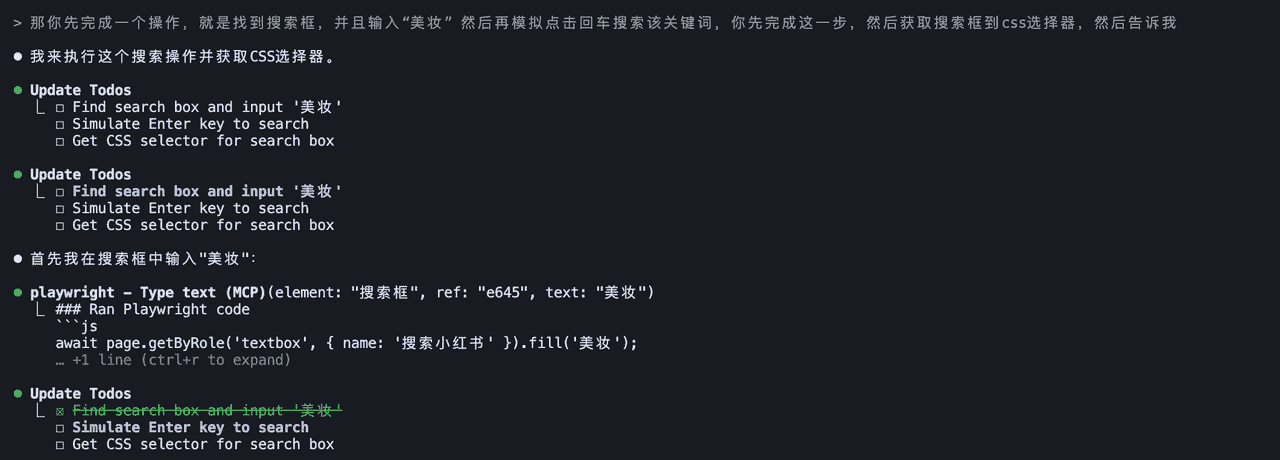 > 那你先完成一个操作，就是找到搜索框，并且输入“美妆” 然后再模拟点击回车搜索该关键词，你先完成这一步，然后获取搜索框到css选择器，然后告诉我
● 我来执行这个搜索操作并获取CSS选择器。
● Update Todos
⎿ ☐ Find search box and input '美妆'
☐ Simulate Enter key to search
☐ Get CSS selector for search box
● Update Todos
⎿ ☐ Find search box and input '美妆'
☐ Simulate Enter key to search
☐ Get CSS selector for search box
● 首先我在搜索框中输入"美妆"：
● playwright - Type text (MCP)(element: "搜索框", ref: "e645", text: "美妆")
⎿ ### Ran Playwright code
```js
await page.getByRole('textbox', { name: '搜索小红书' }).fill('美妆');
… +1 line (ctrl+r to expand)
● Update Todos
⎿ ☒ Find search box and input '美妆'
☐ Simulate Enter key to search
☐ Get CSS selector for search box